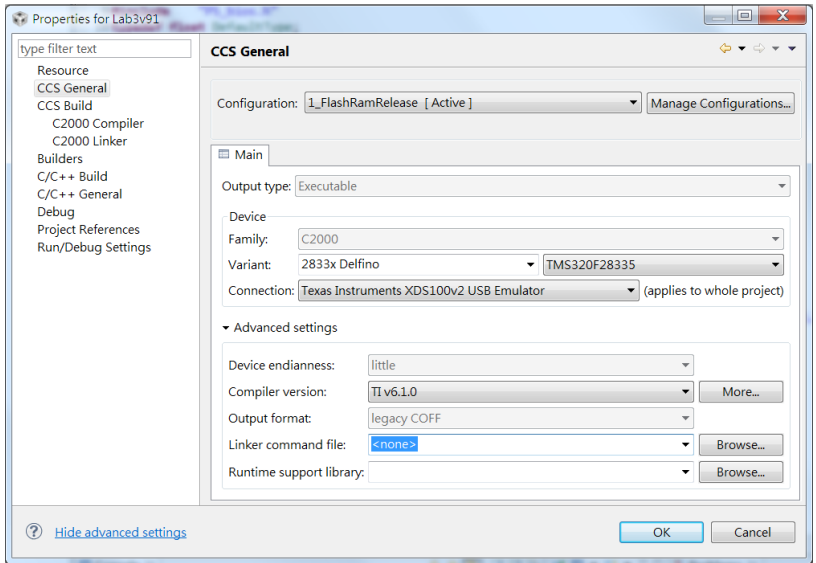 Properties for Lab3v91
type filter text
Resource
CCS General
CCS Build
C2000 Compiler
C2000 Linker
Builders
C/C++ Build
C/C++ General
Debug
Project References
Run/Debug Settings
CCS General
Configuration: 1_FlashRamRelease [ Active ] Manage Configurations...
Main
Output type: Executable
Device
Family: C2000
Variant: 2833x Delfino TMS320F28335
Connection: Texas Instruments XDS100v2 USB Emulator (applies to whole project)
Advanced settings
Device endianness: little
Compiler version: TI v6.1.0 More...
Output format: legacy COFF
Linker command file: <none> Browse...
Runtime support library: Browse...
Hide advanced settings
OK Cancel